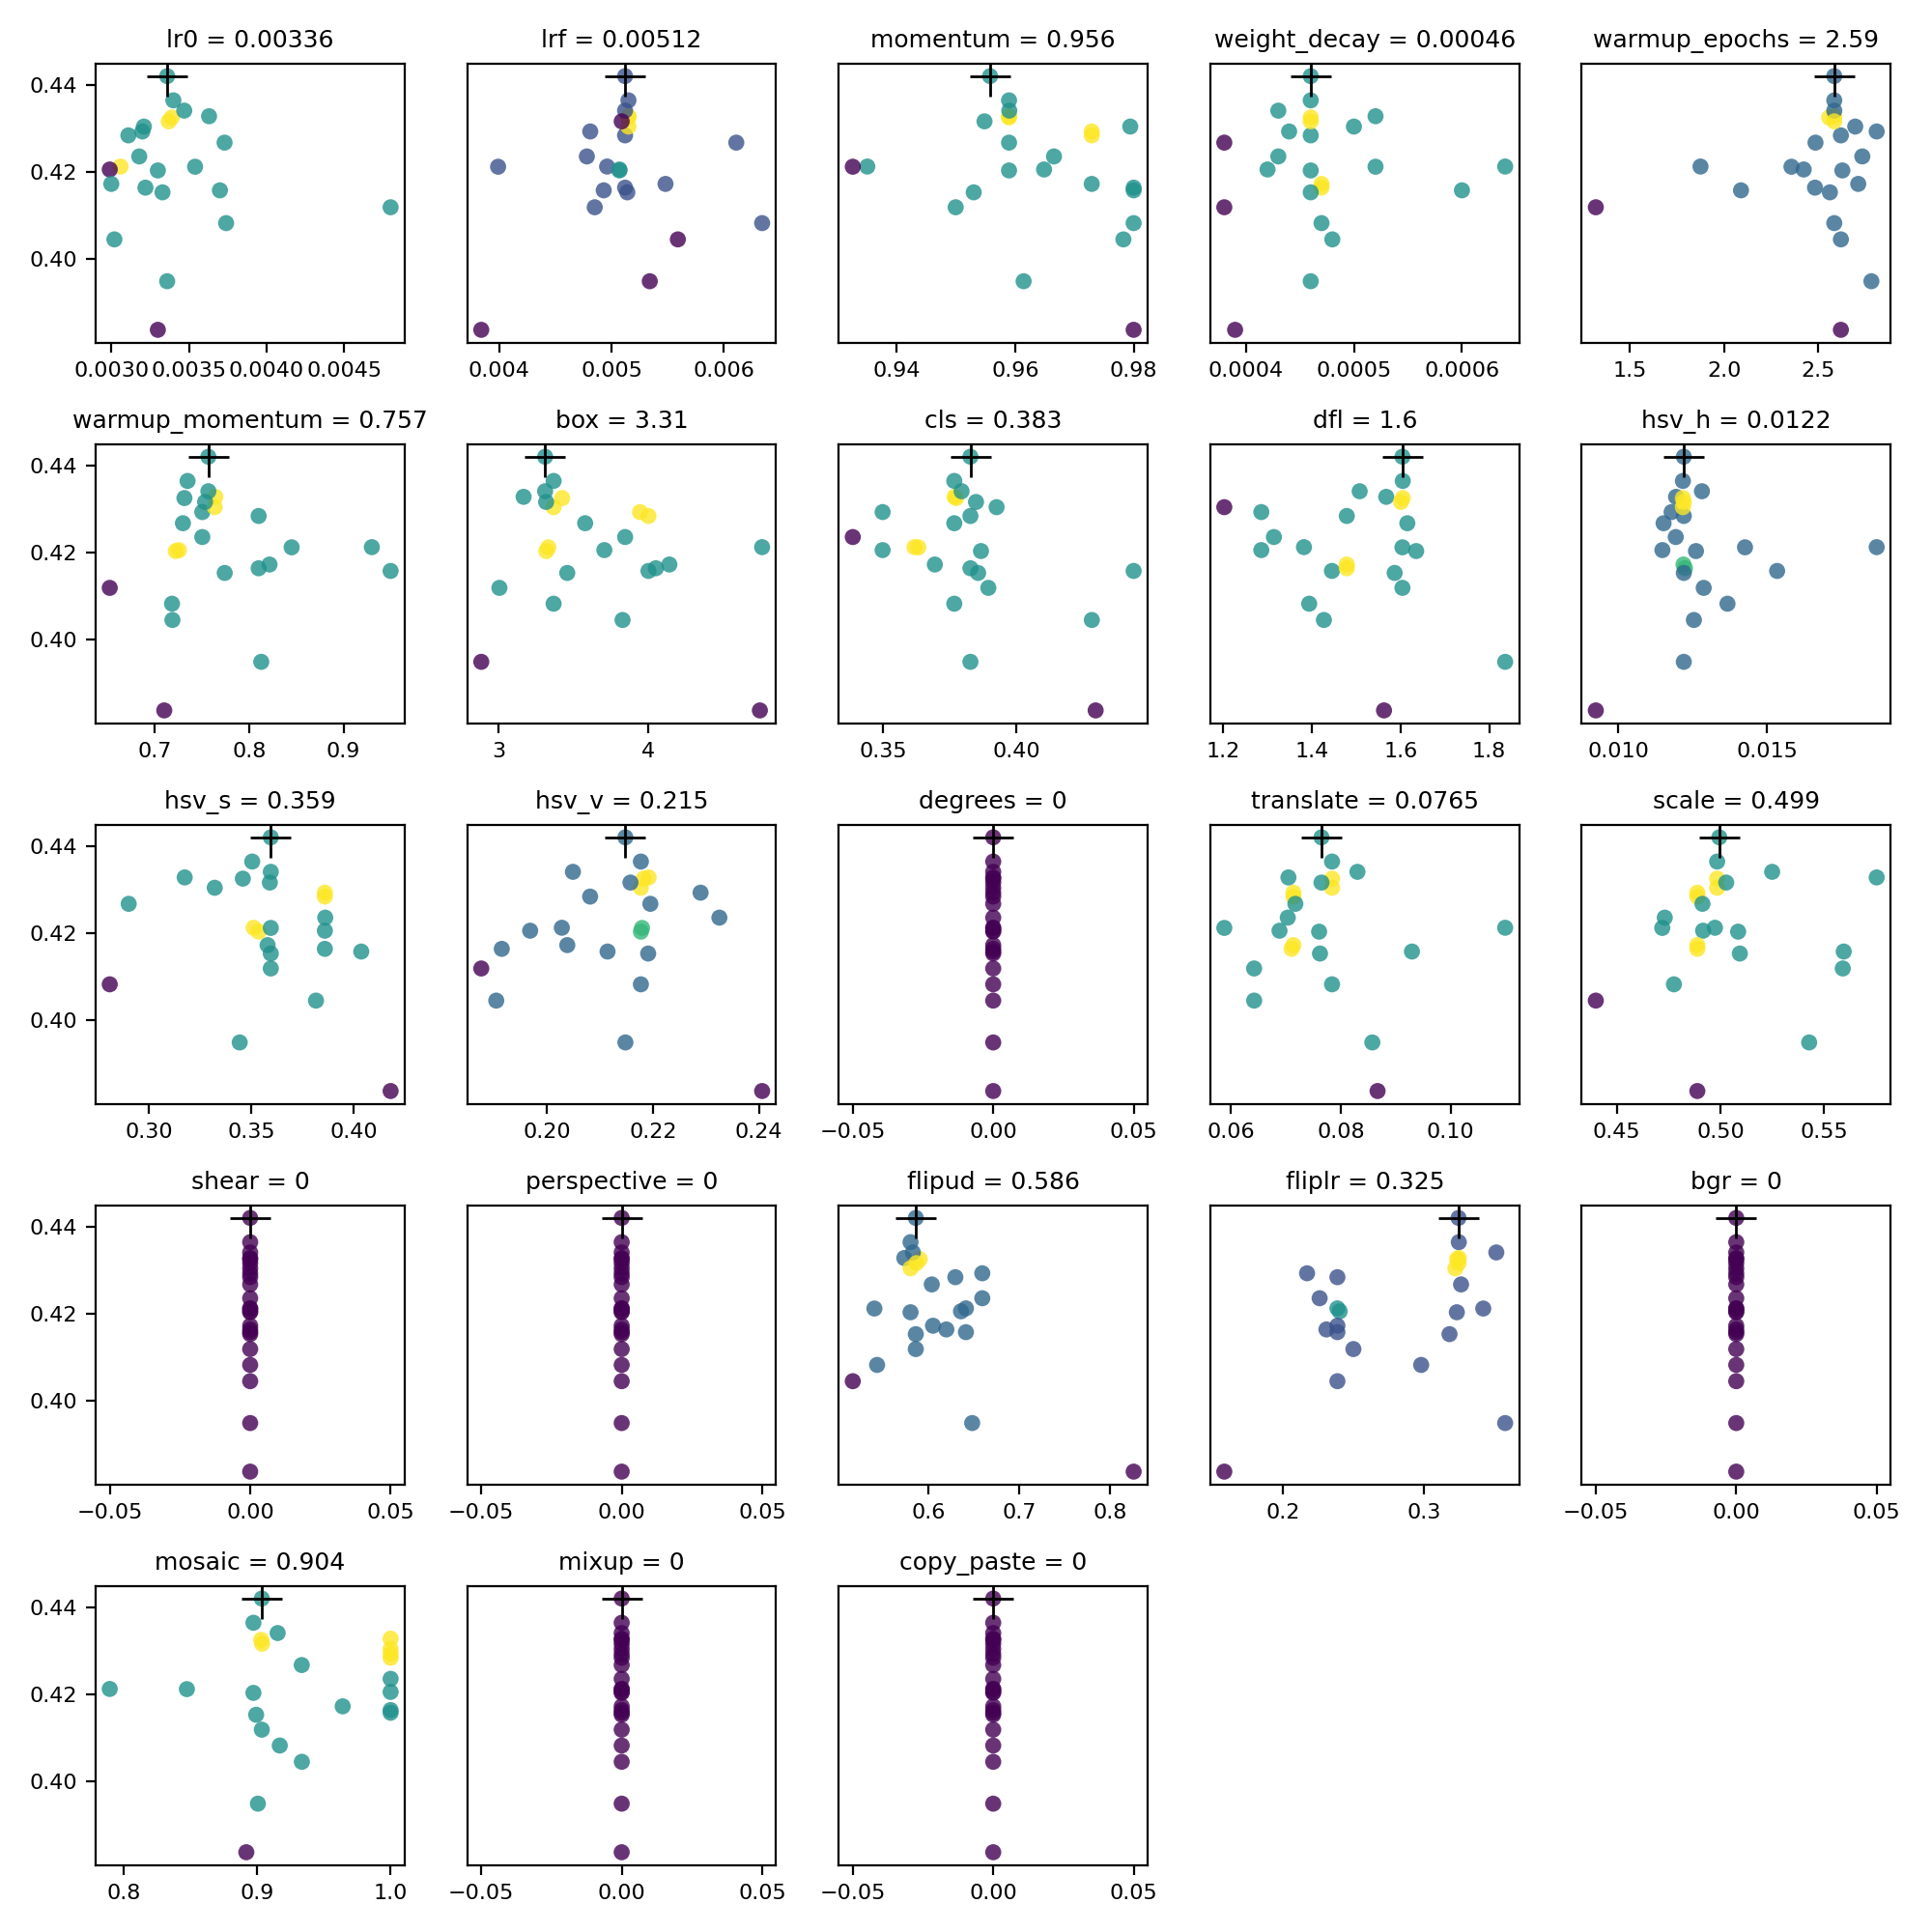 lr0 = 0.00336 lrf = 0.00512 momentum = 0.956 weight_decay = 0.00046 warmup_epochs = 2.59
0.44
0.42
0.40
0.0030 0.0035 0.0040 0.0045 0.004 0.005 0.006 0.94 0.96 0.98 0.0004 0.0005 0.0006 1.5 2.0 2.5
warmup_momentum = 0.757 box = 3.31 cls = 0.383 dfl = 1.6 hsv_h = 0.0122
0.44
0.42
0.40
0.7 0.8 0.9 3 4 0.35 0.40 1.2 1.4 1.6 1.8 0.010 0.015
hsv_s = 0.359 hsv_v = 0.215 degrees = 0 translate = 0.0765 scale = 0.499
0.44
0.42
0.40
0.30 0.35 0.40 0.20 0.22 0.24 −0.05 0.00 0.05 0.06 0.08 0.10 0.45 0.50 0.55
shear = 0 perspective = 0 flipud = 0.586 fliplr = 0.325 bgr = 0
0.44
0.42
0.40
−0.05 0.00 0.05 −0.05 0.00 0.05 0.6 0.7 0.8 0.2 0.3 −0.05 0.00 0.05
mosaic = 0.904 mixup = 0 copy_paste = 0
0.44
0.42
0.40
0.8 0.9 1.0 −0.05 0.00 0.05 −0.05 0.00 0.05